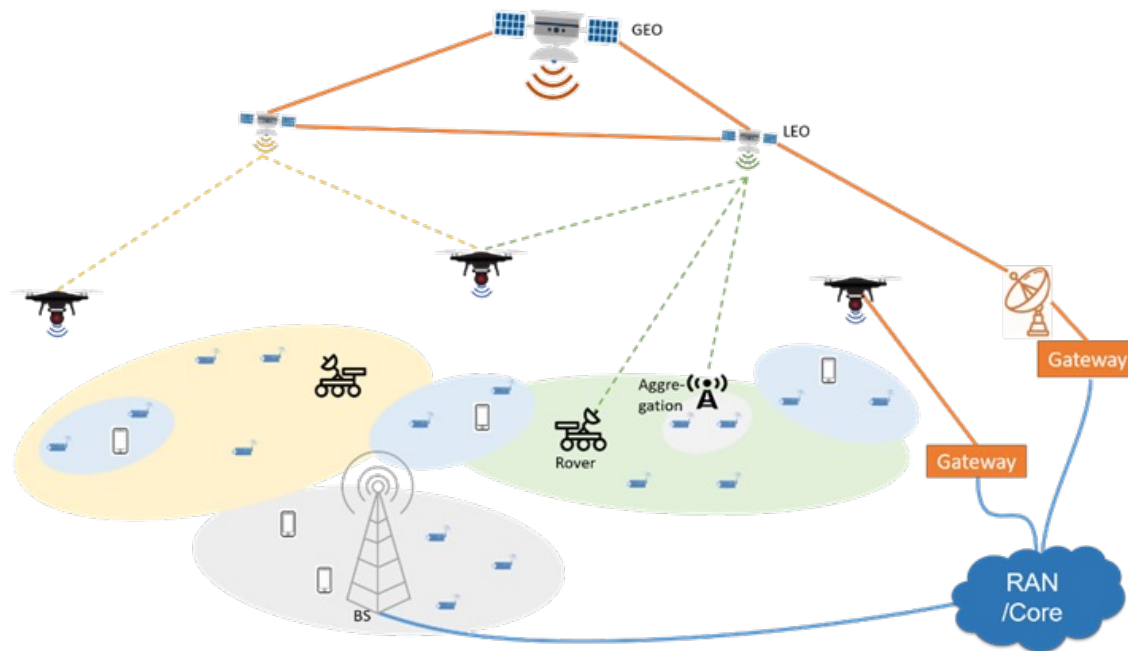 GEO
LEO
Gateway
Aggre-
gation
Rover
Gateway
BS
RAN
/Core